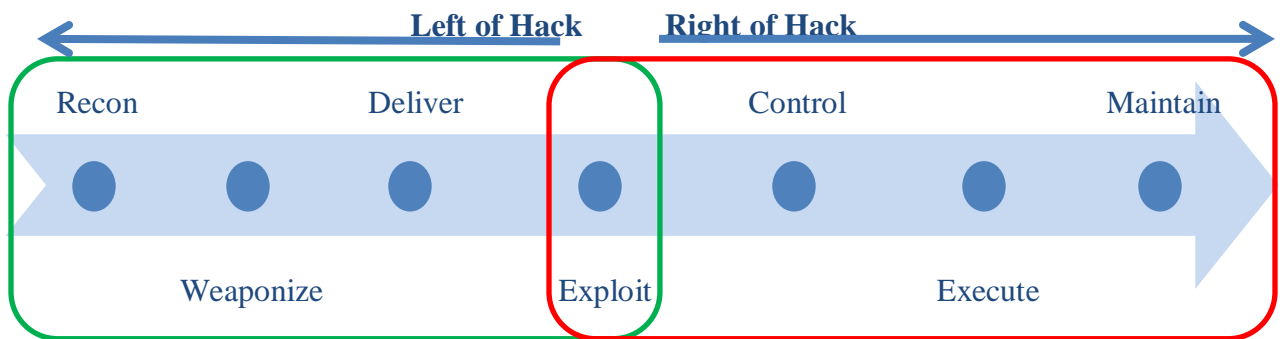 Left of Hack Right of Hack
Recon Deliver Control Maintain
Weaponize Exploit Execute